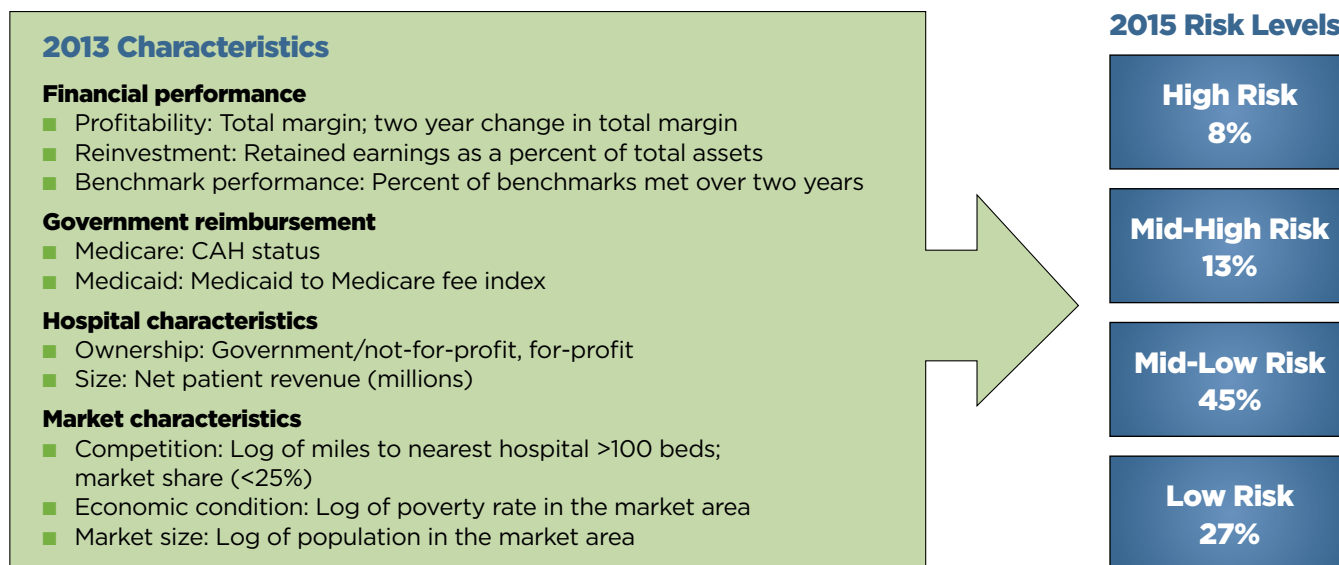 2013 Characteristics
Financial performance
■ Profitability: Total margin; two year change in total margin
■ Reinvestment: Retained earnings as a percent of total assets
■ Benchmark performance: Percent of benchmarks met over two years
Government reimbursement
■ Medicare: CAH status
■ Medicaid: Medicaid to Medicare fee index
Hospital characteristics
■ Ownership: Government/not-for-profit, for-profit
■ Size: Net patient revenue (millions)
Market characteristics
■ Competition: Log of miles to nearest hospital >100 beds;
market share (<25%)
■ Economic condition: Log of poverty rate in the market area
■ Market size: Log of population in the market area
2015 Risk Levels
High Risk
8%
Mid-High Risk
13%
Mid-Low Risk
45%
Low Risk
27%